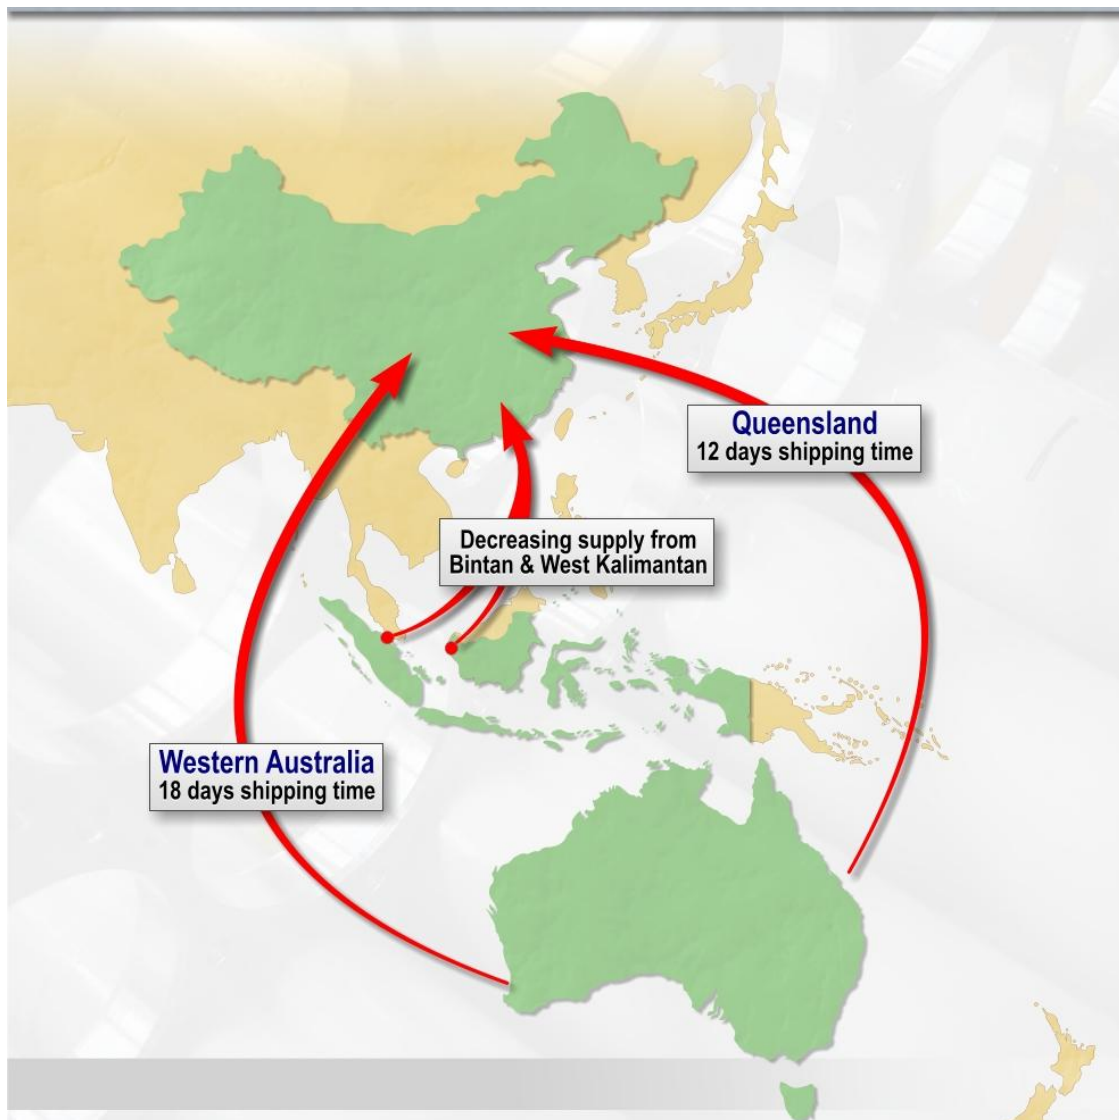 Queensland
12 days shipping time
Decreasing supply from
Bintan & West Kalimantan
Western Australia
18 days shipping time